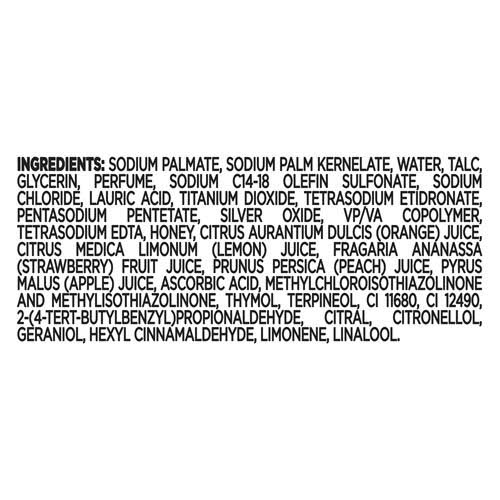 INGREDIENTS: SODIUM PALMATE, SODIUM PALM KERNELATE, WATER, TALC,
GLYCERIN, PERFUME, SODIUM C14-18 OLEFIN SULFONATE, SODIUM
CHLORIDE, LAURIC ACID, TITANIUM DIOXIDE, TETRASODIUM ETIDRONATE,
PENTASODIUM PENTETATE, SILVER OXIDE, VP/VA COPOLYMER,
TETRASODIUM EDTA, HONEY, CITRUS AURANTIUM DULCIS (ORANGE) JUICE,
CITRUS MEDICA LIMONUM (LEMON) JUICE, FRAGARIA ANANASSA
(STRAWBERRY) FRUIT JUICE, PRUNUS PERSICA (PEACH) JUICE, PYRUS
MALUS (APPLE) JUICE, ASCORBIC ACID, METHYLCHLOROISOTHIAZOLINONE
AND METHYLISOTHIAZOLINONE, THYMOL, TERPINEOL, CI 11680, CI 12490,
2-(4-TERT-BUTYLBENZYL)PROPIONALDEHYDE, CITRAL, CITRONELLOL,
GERANIOL, HEXYL CINNAMALDEHYDE, LIMONENE, LINALOOL.